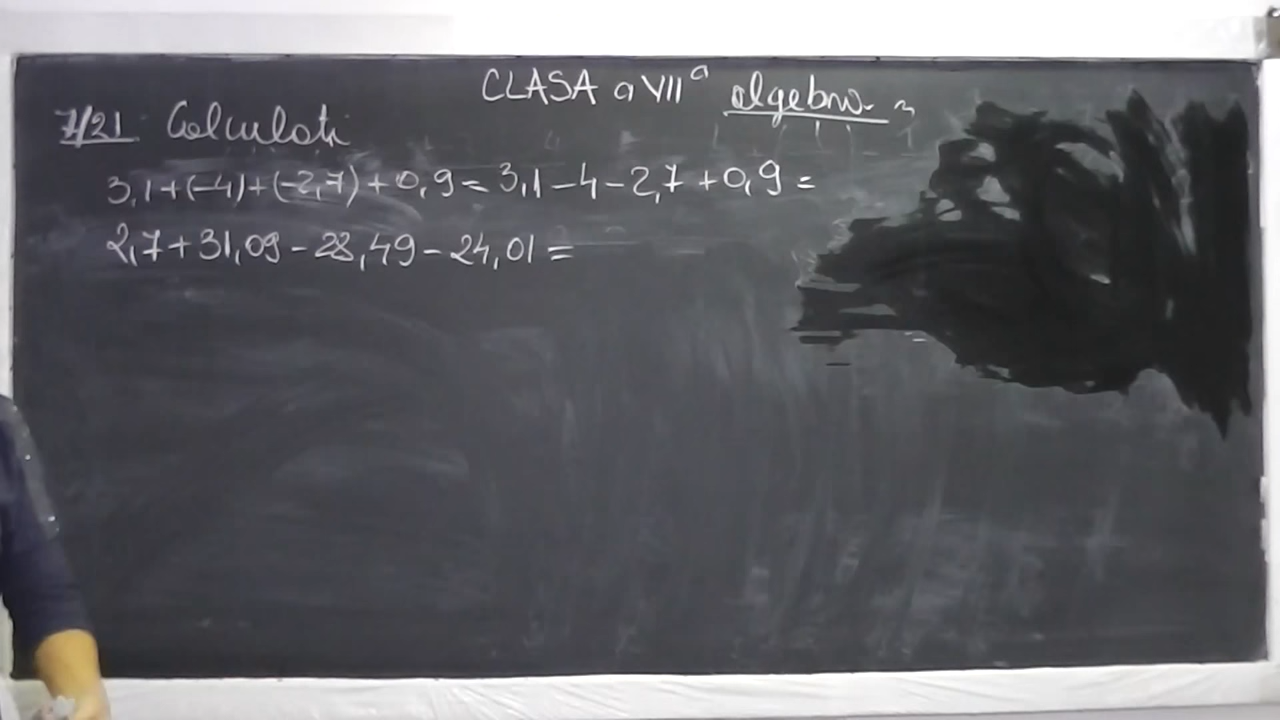 CLASA a VII a algebra
7/21 Calculati
3,1+(-4)+(-2,7)+0,9=3,1-4-2,7+0,9=
2,7+31,09-28,49-24,01=